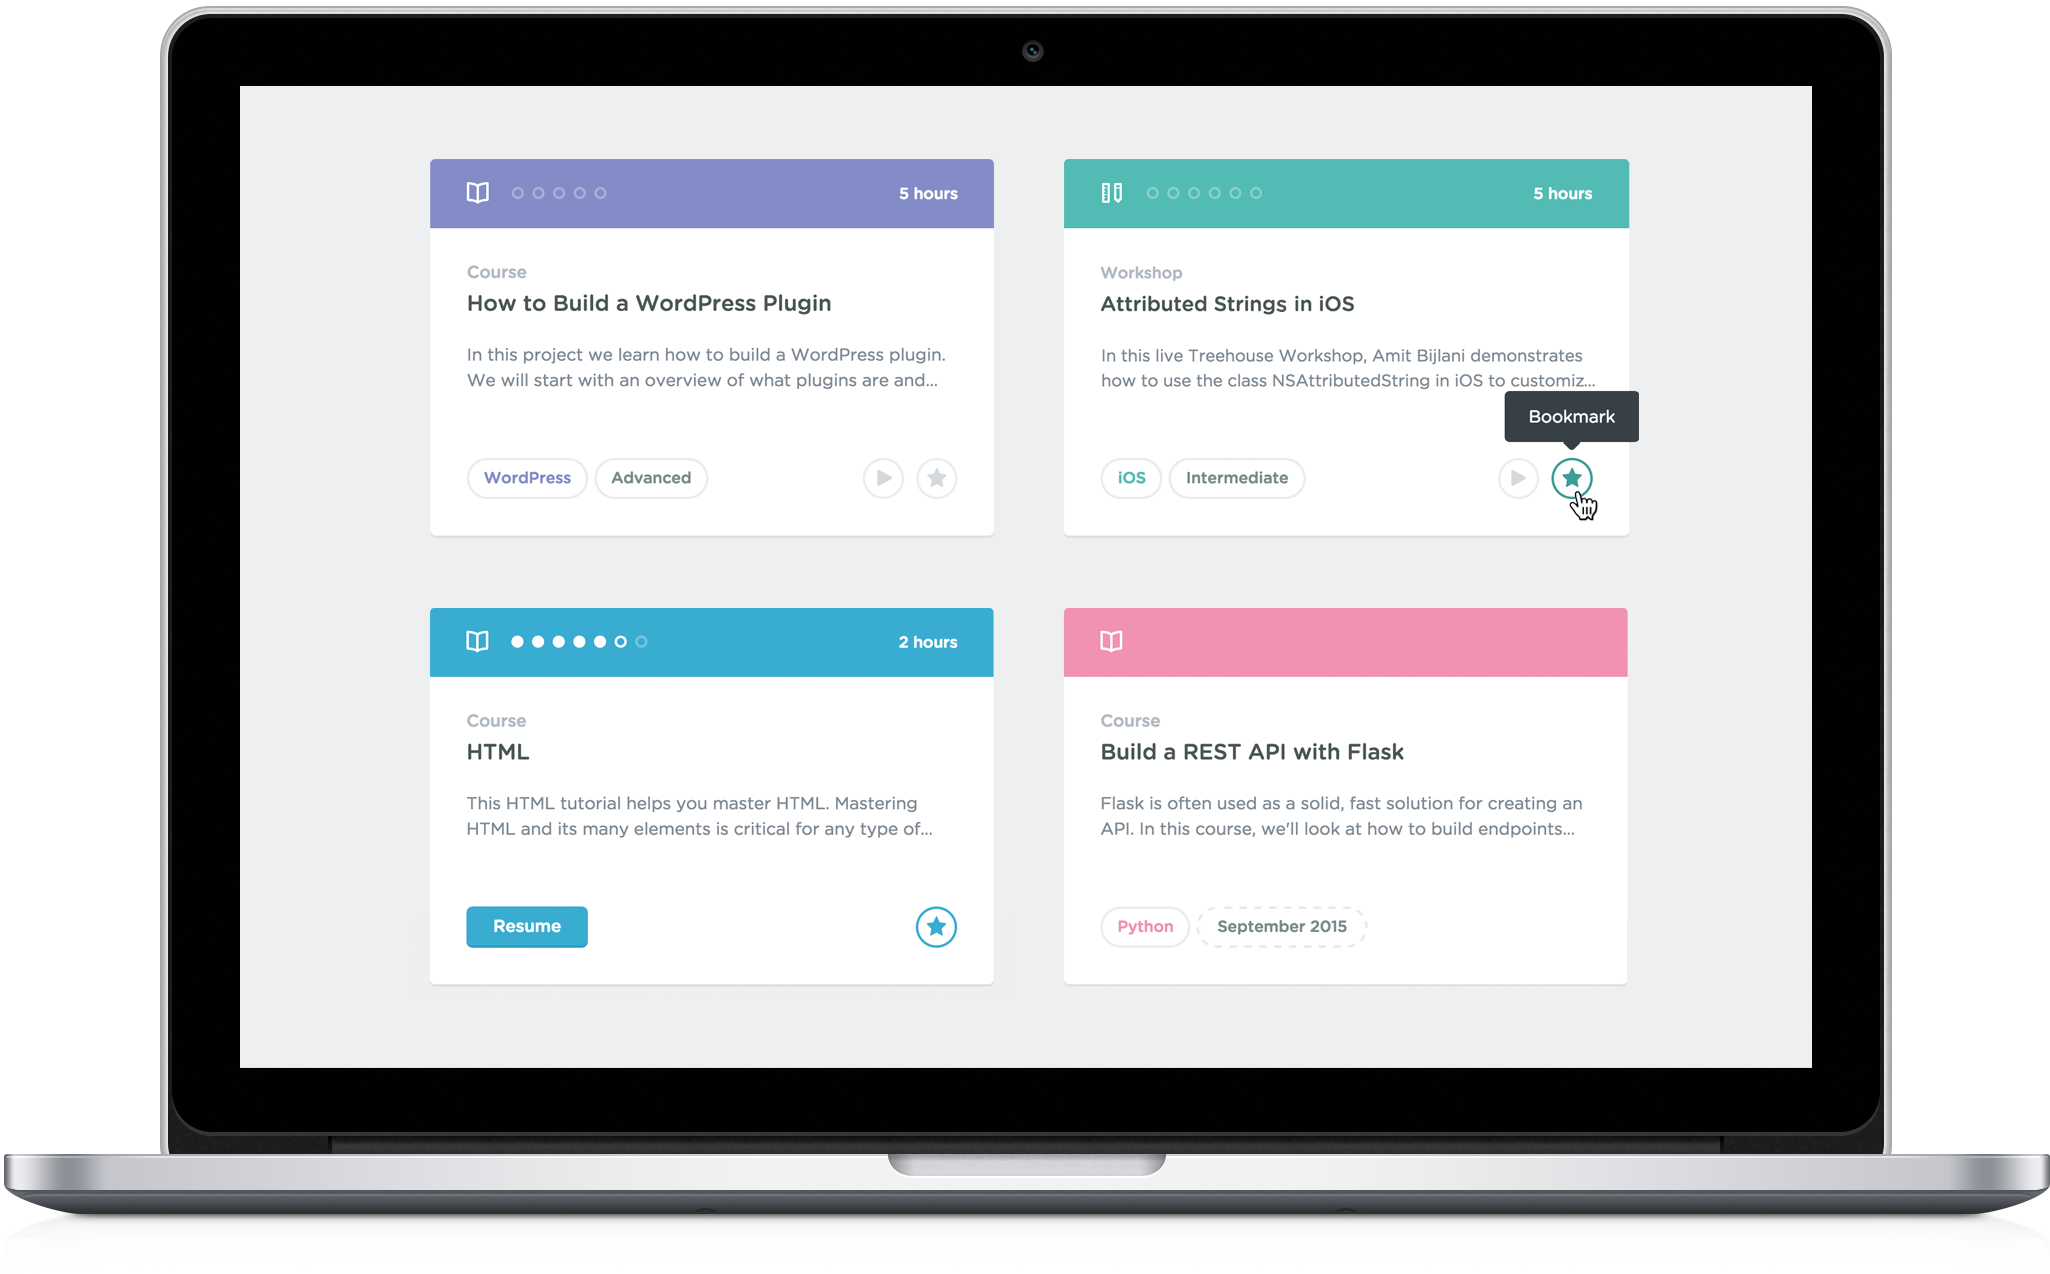 5 hours
Course
How to Build a WordPress Plugin
In this project we learn how to build a WordPress plugin.
We will start with an overview of what plugins are and...
WordPress
Advanced
5 hours
Workshop
Attributed Strings in iOS
In this live Treehouse Workshop, Amit Bijlani demonstrates
how to use the class NSAttributedString in iOS to customiz...
Bookmark
iOS
Intermediate
2 hours
Course
HTML
This HTML tutorial helps you master HTML. Mastering
HTML and its many elements is critical for any type of...
Resume
Course
Build a REST API with Flask
Flask is often used as a solid, fast solution for creating an
API. In this course, we'll look at how to build endpoints...
Python
September 2015